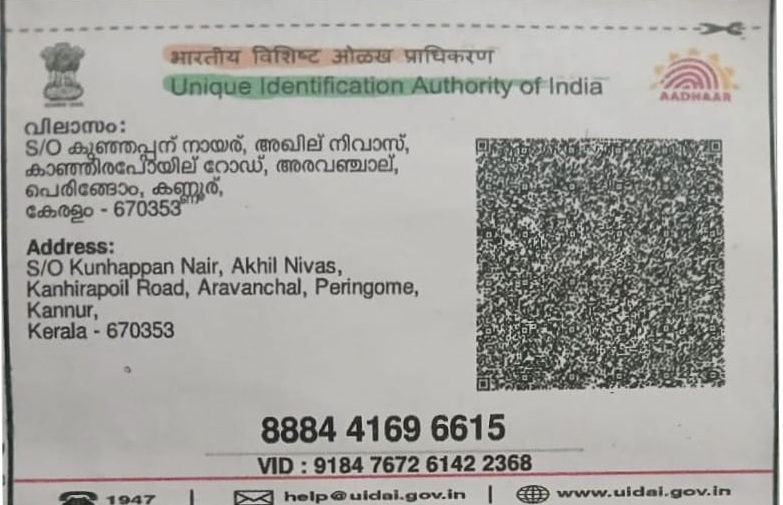 भारतीय विशिष्ट ओळख प्राधिकरण
Unique Identification Authority of India
AADHAAR
വിലാസം:
S/O കുഞ്ഞപ്പന് നായര്, അഖില് നിവാസ്,
കാഞ്ഞിരപോയില് റോഡ്, അരവഞ്ചാല്,
പെരിങ്ങോം, കണ്ണൂര്,
കേരളം - 670353
Address:
S/O Kunhappan Nair, Akhil Nivas,
Kanhirapoil Road, Aravanchal, Peringome,
Kannur,
Kerala - 670353
8884 4169 6615
VID : 9184 7672 6142 2368
1947 | help@uidai.gov.in | www.uidai.gov.in